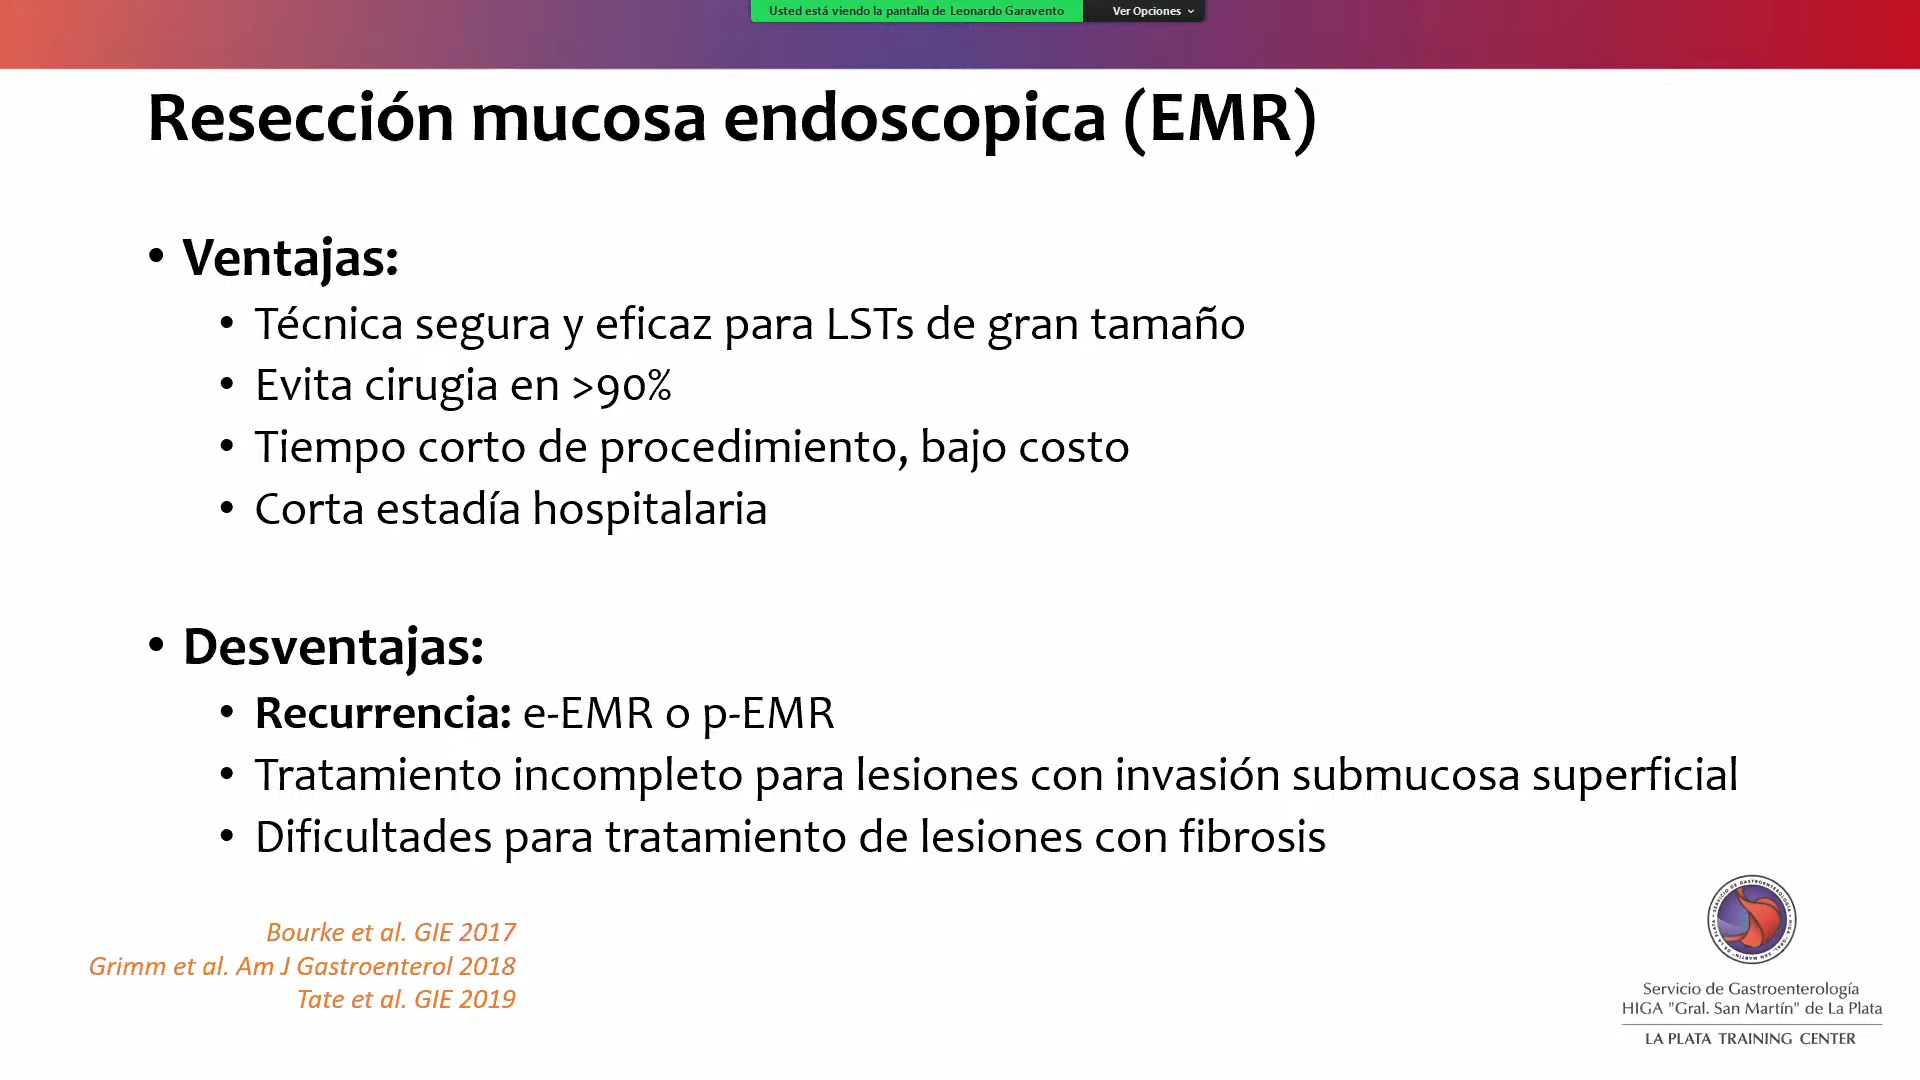 Usted está viendo la pantalla de Leonardo Garavento
Ver Opciones
Resección mucosa endoscopica (EMR)
• Ventajas:
• Técnica segura y eficaz para LSTs de gran tamaño
• Evita cirugia en >90%
• Tiempo corto de procedimiento, bajo costo
• Corta estadía hospitalaria
• Desventajas:
• Recurrencia: e-EMR o p-EMR
• Tratamiento incompleto para lesiones con invasión submucosa superficial
• Dificultades para tratamiento de lesiones con fibrosis
Bourke et al. GIE 2017
Grimm et al. Am J Gastroenterol 2018
Tate et al. GIE 2019
Servicio de Gastroenterología
HIGA "Gral. San Martín" de La Plata
LA PLATA TRAINING CENTER